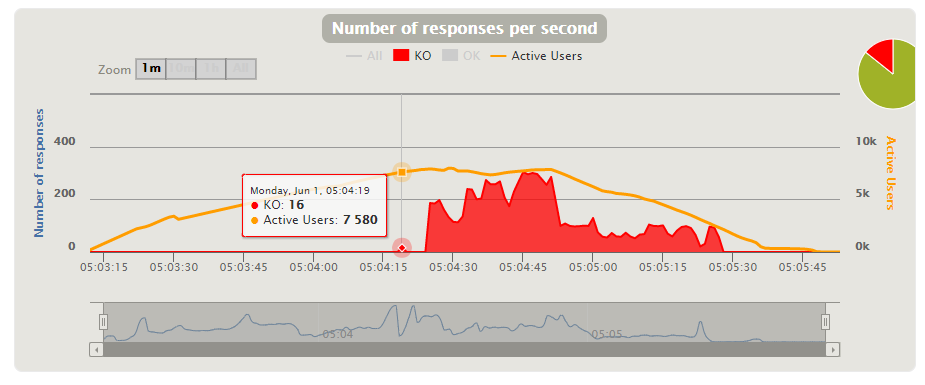 Number of responses per second
Zoom 1m 10m 1h All
All KO OK Active Users
Number of responses
400
200
0
10k
5k
0k
Active Users
Monday, Jun 1, 05:04:19
KO: 16
Active Users: 7 580
05:03:15 05:03:30 05:03:45 05:04:00 05:04:15 05:04:30 05:04:45 05:05:00 05:05:15 05:05:30 05:05:45
05:04 05:05